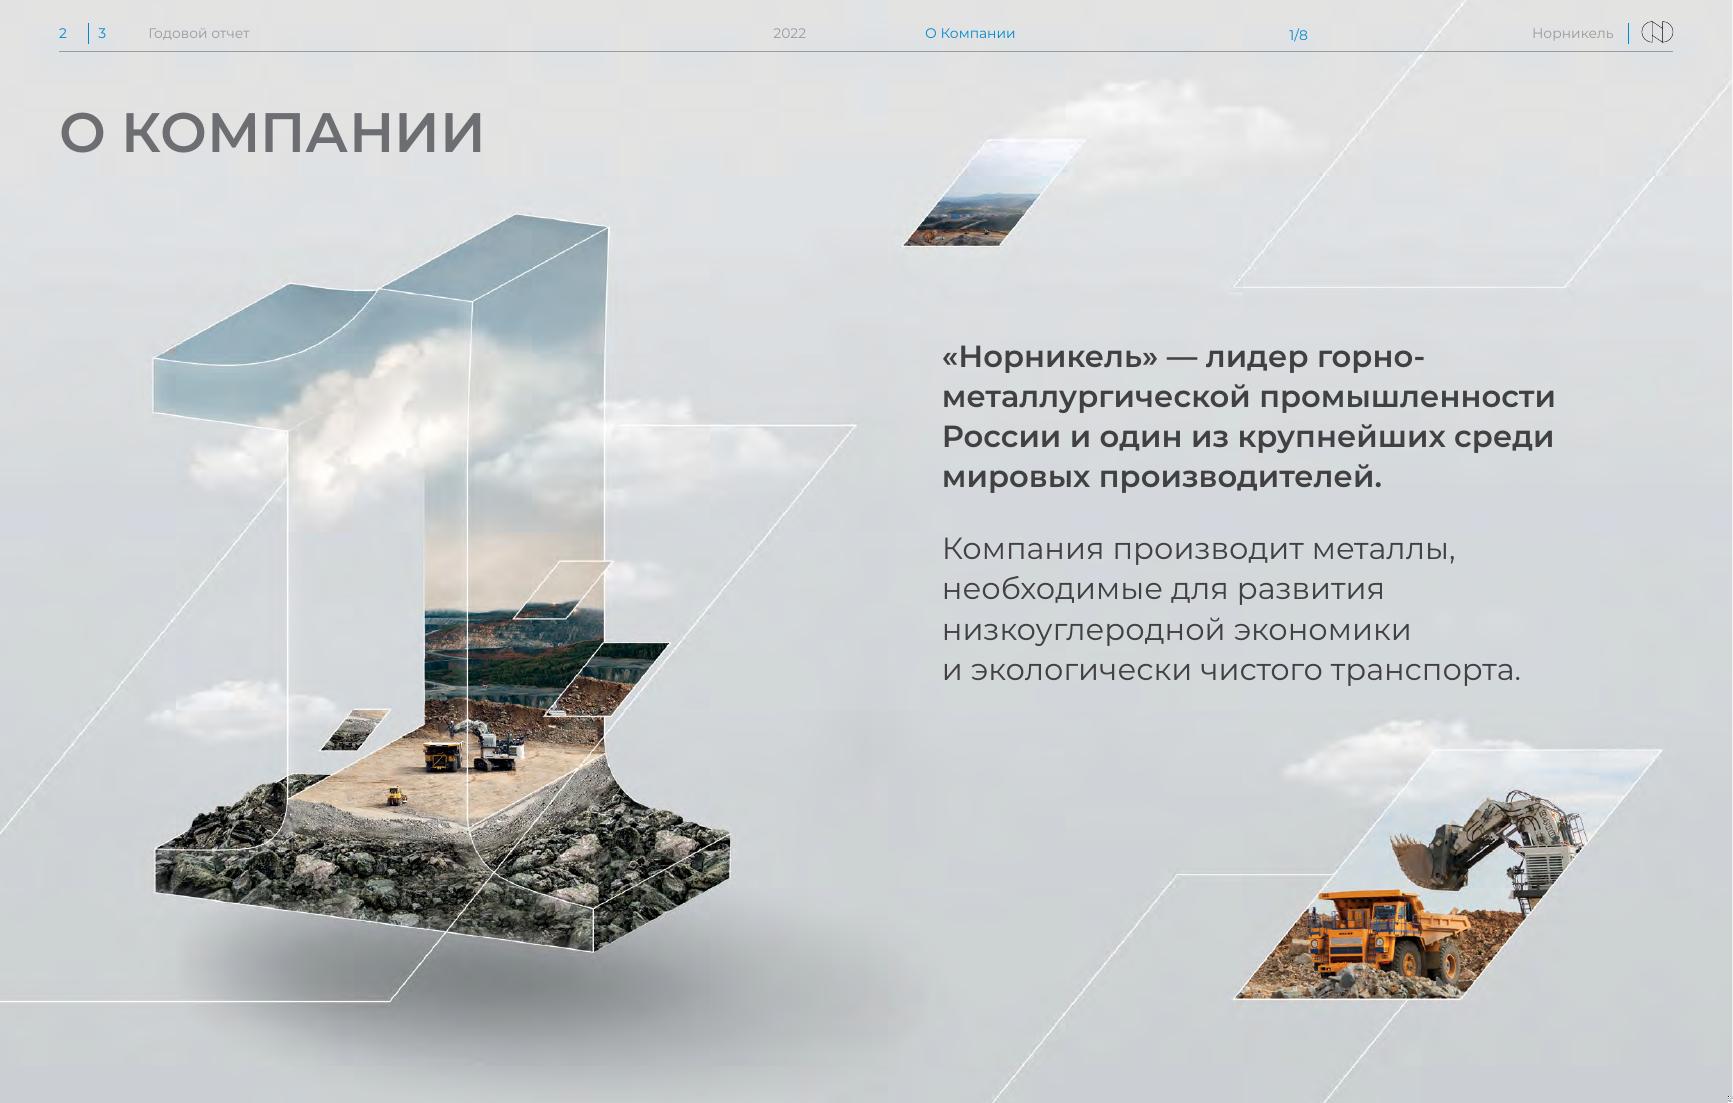 2 3 Годовой отчет 2022 О Компании 1/8 Норникель
О КОМПАНИИ
«Норникель» — лидер горно-
металлургической промышленности
России и один из крупнейших среди
мировых производителей.
Компания производит металлы,
необходимые для развития
низкоуглеродной экономики
и экологически чистого транспорта.
1